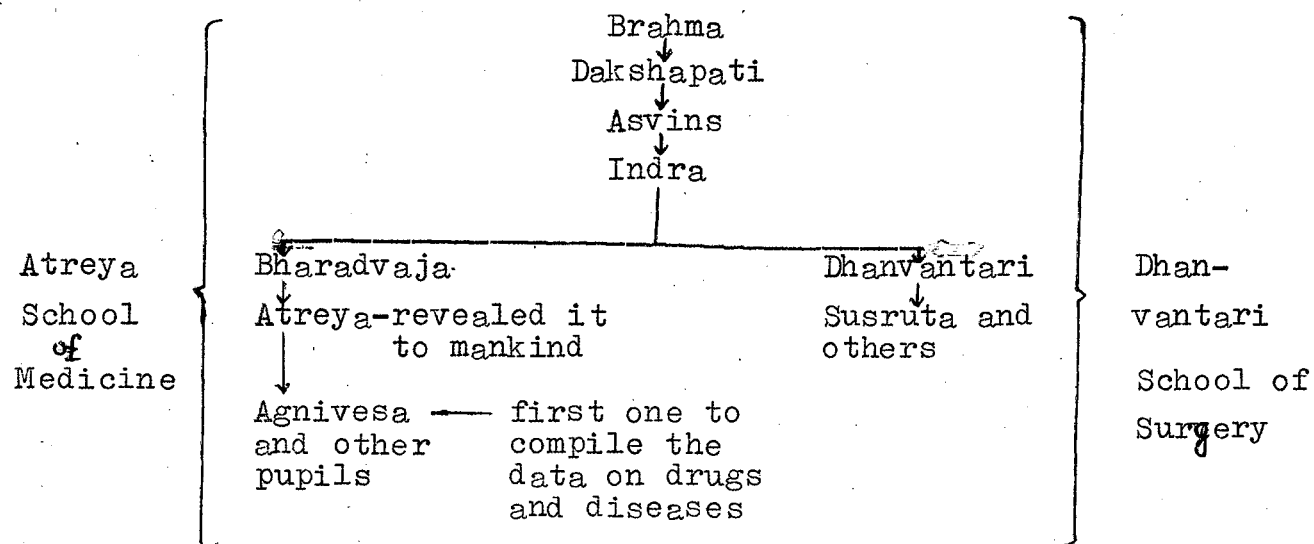 Brahma
Dakshapati
Asvins
Indra
Atreya
School
of
Medicine
Bharadvaja
Atreya-revealed it
to mankind
Agnivesa — first one to
and other compile the
pupils data on drugs
and diseases
Dhanvantari
Susruta and
others
Dhan-
vantari
School of
Surgery